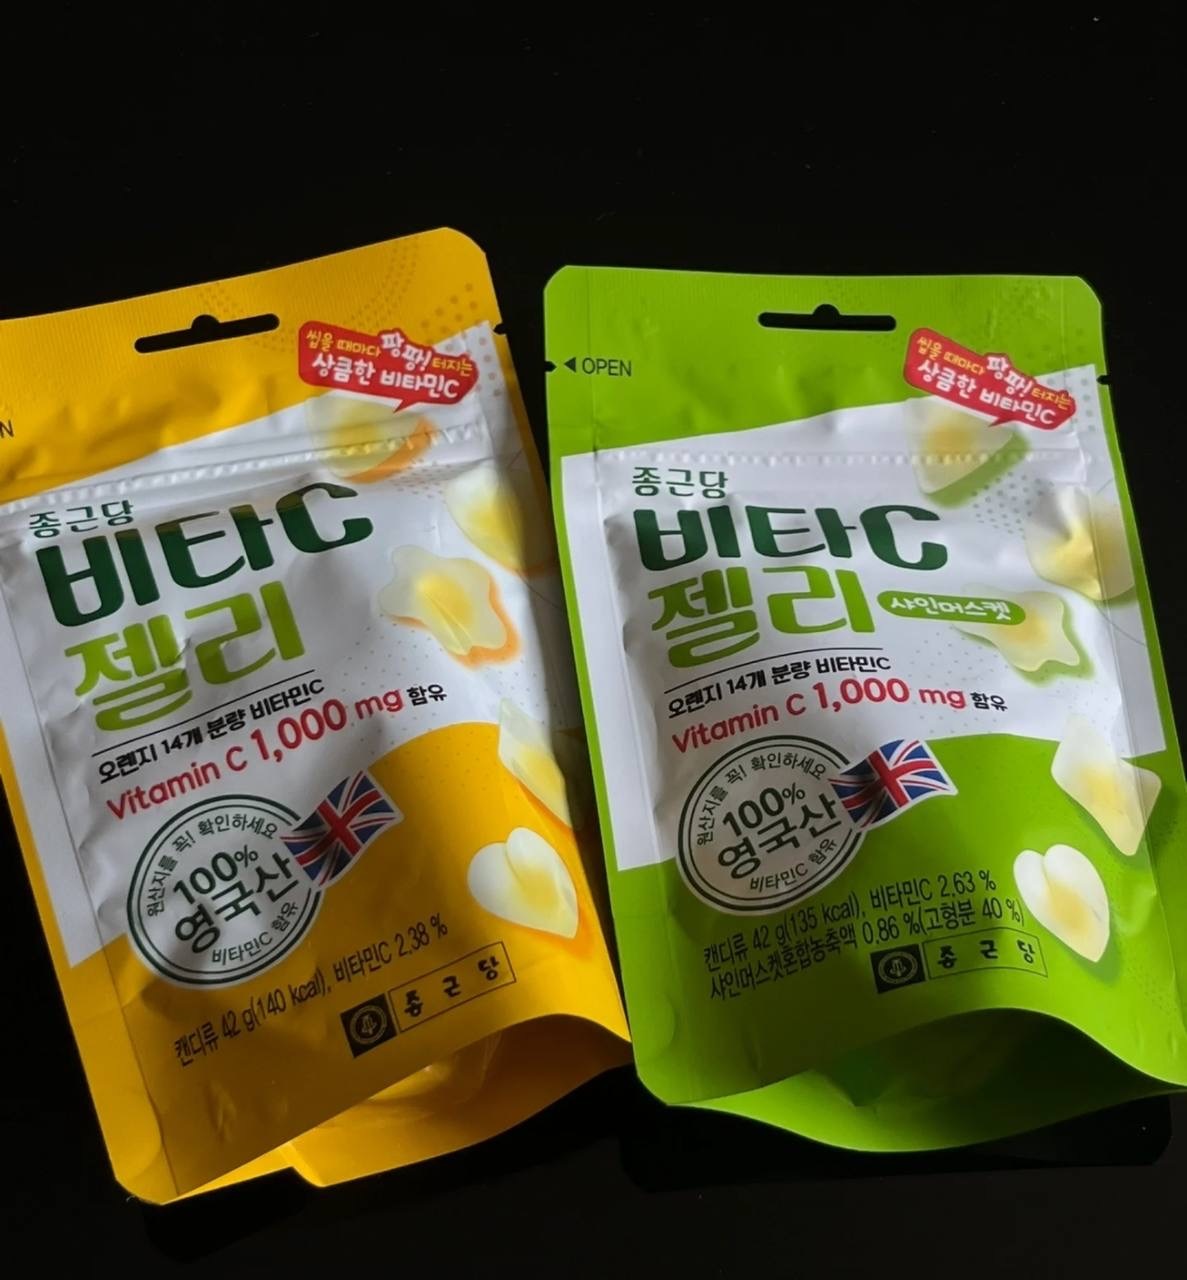 N
씹을 때마다 팡팡! 터지는
상큼한 비타민C
종근당
비타C
젤리
오렌지 14개 분량 비타민C
Vitamin C 1,000 mg 함유
원산지를 꼭! 확인하세요
100%
영국산
비타민C 함유
캔디류 42 g(140 kcal), 비타민C 2.38 %
종근당
OPEN
씹을 때마다 팡팡! 터지는
상큼한 비타민C
종근당
비타C
젤리 샤인머스켓
오렌지 14개 분량 비타민C
Vitamin C 1,000 mg 함유
원산지를 꼭! 확인하세요
100%
영국산
비타민C 함유
캔디류 42 g(135 kcal), 비타민C 2.63 %
샤인머스켓혼합농축액 0.86 %(고형분 40 %)
종근당